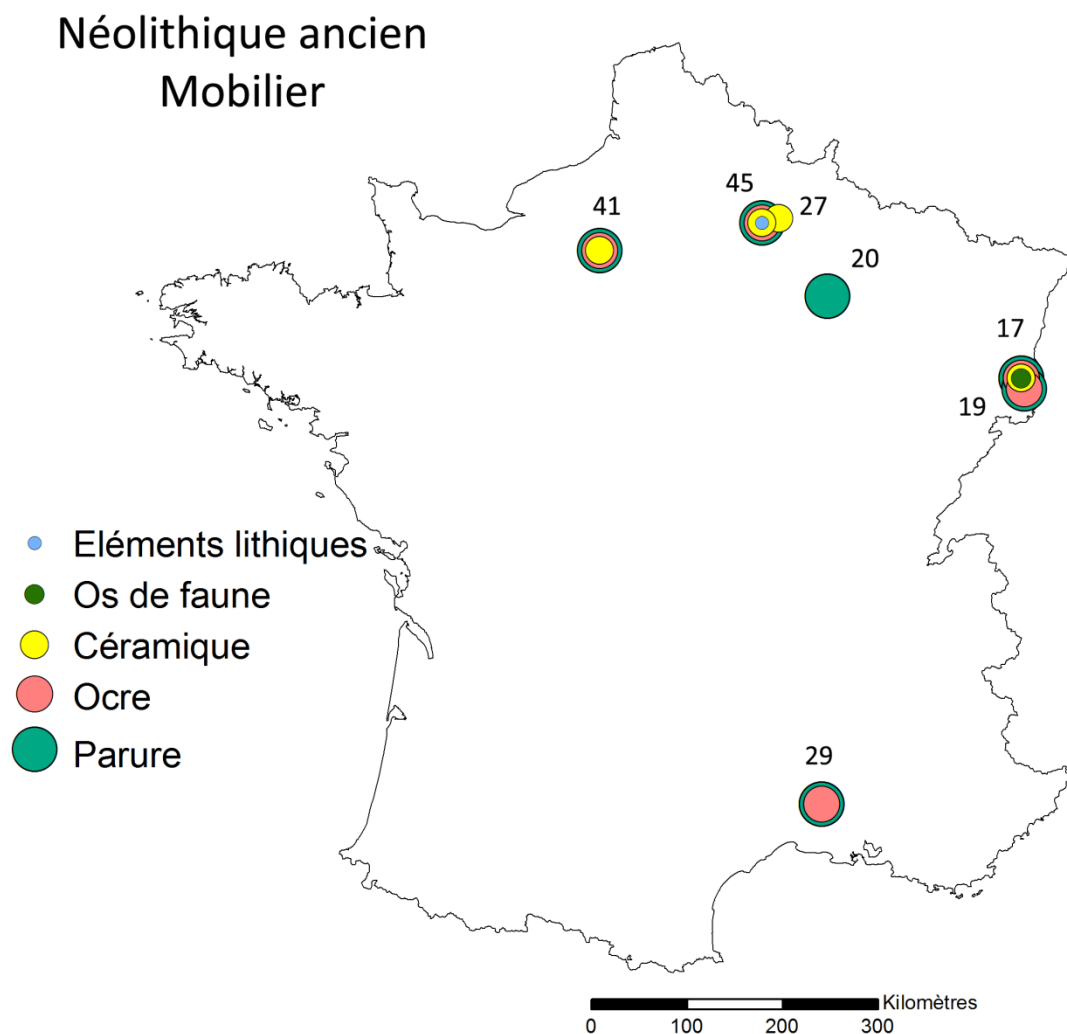 Néolithique ancien
Mobilier
45
41
27
20
17
19
Eléments lithiques
Os de faune
Céramique
Ocre
Parure
29
Kilomètres
0 100 200 300